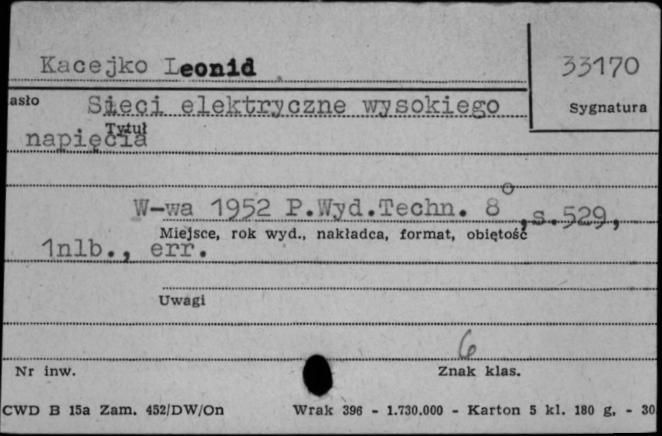 Kacejko Leonid
33170
Sygnatura
asło
Sieci elektryczne wysokiego
Tytuł
napięcia
W-wa 1952 P.Wyd.Techn. 8°, s.529,
Miejsce, rok wyd., nakładca, format, objętość
1nlb., err.
Uwagi
6
Nr inw.
Znak klas.
CWD B 15a Zam. 452/DW/On Wrak 396 - 1.730.000 - Karton 5 kl. 180 g. - 30